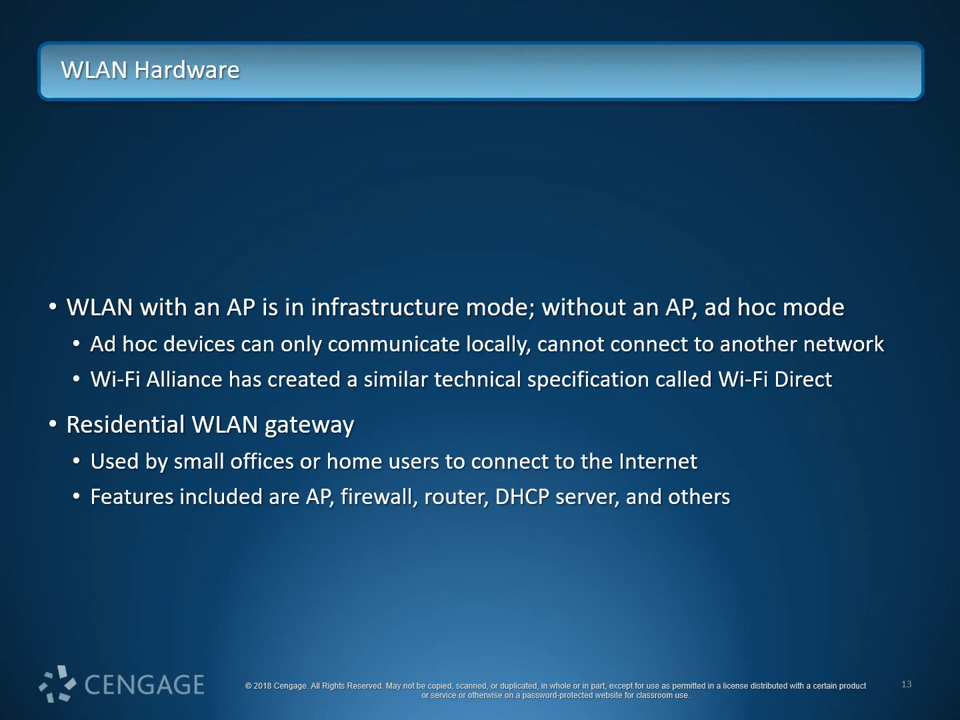 WLAN Hardware
• WLAN with an AP is in infrastructure mode; without an AP, ad hoc mode
• Ad hoc devices can only communicate locally, cannot connect to another network
• Wi-Fi Alliance has created a similar technical specification called Wi-Fi Direct
• Residential WLAN gateway
• Used by small offices or home users to connect to the Internet
• Features included are AP, firewall, router, DHCP server, and others
CENGAGE
© 2018 Cengage. All Rights Reserved. May not be copied, scanned, or duplicated, in whole or in part, except for use as permitted in a license distributed with a certain product
or service or otherwise on a password-protected website for classroom use.
13